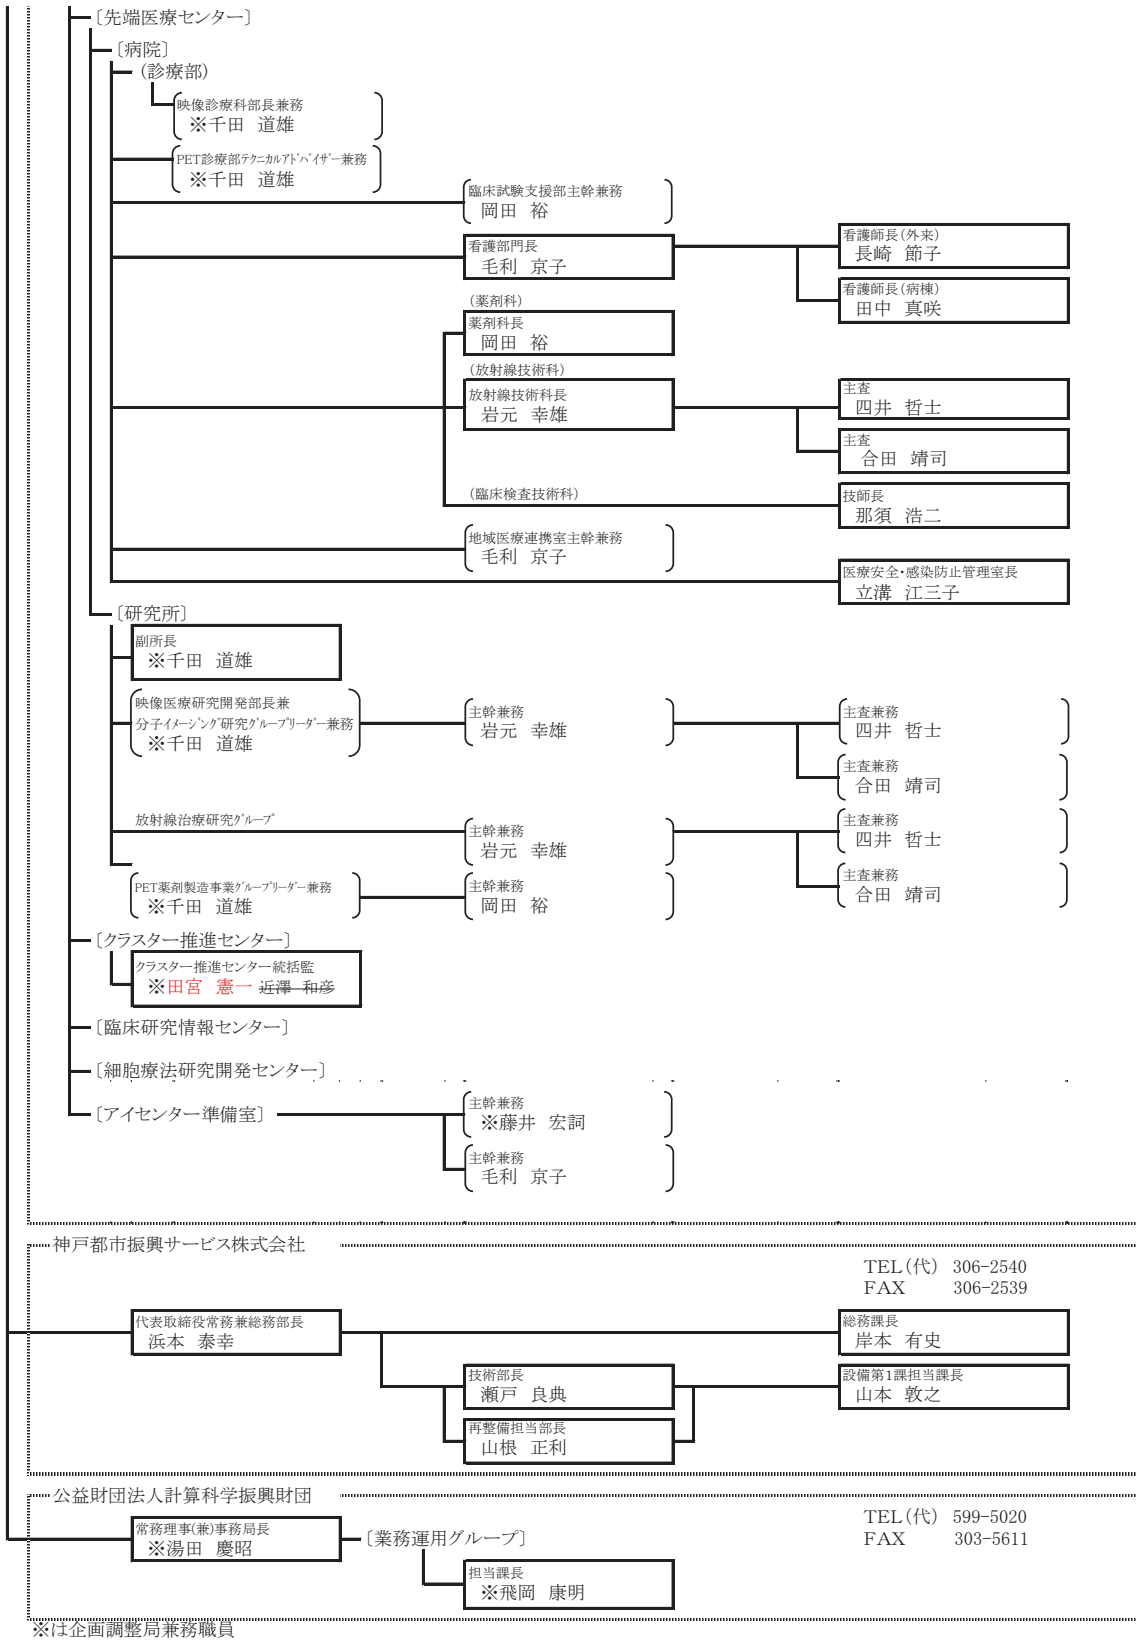 〔先端医療センター〕
〔病院〕
(診療部)
映像診療科部長兼務
※千田 道雄
PET診療部ﾃｸﾆｶﾙｱﾄﾞﾊﾞｲｻﾞｰ兼務
※千田 道雄
臨床試験支援部主幹兼務
岡田 裕
看護部門長
毛利 京子
看護師長(外来)
長崎 節子
看護師長(病棟)
田中 真咲
(薬剤科)
薬剤科長
岡田 裕
(放射線技術科)
放射線技術科長
岩元 幸雄
主査
四井 哲士
主査
合田 靖司
(臨床検査技術科)
技師長
那須 浩二
地域医療連携室主幹兼務
毛利 京子
医療安全・感染防止管理室長
立溝 江三子
〔研究所〕
副所長
※千田 道雄
映像医療研究開発部長兼
分子ｲﾒｰｼﾞﾝｸﾞ研究ｸﾞﾙｰﾌﾟﾘｰﾀﾞｰ兼務
※千田 道雄
主幹兼務
岩元 幸雄
主査兼務
四井 哲士
主査兼務
合田 靖司
放射線治療研究ｸﾞﾙｰﾌﾟ
主幹兼務
岩元 幸雄
主査兼務
四井 哲士
主査兼務
合田 靖司
PET薬剤製造事業ｸﾞﾙｰﾌﾟﾘｰﾀﾞｰ兼務
※千田 道雄
主幹兼務
岡田 裕
〔クラスター推進センター〕
クラスター推進センター統括監
※田宮 憲一 近澤 和彦
〔臨床研究情報センター〕
〔細胞療法研究開発センター〕
〔アイセンター準備室〕
主幹兼務
※藤井 宏詞
主幹兼務
毛利 京子
神戸都市振興サービス株式会社
TEL(代) 306-2540
FAX 306-2539
代表取締役常務兼総務部長
浜本 泰幸
総務課長
岸本 有史
技術部長
瀬戸 良典
設備第1課担当課長
山本 敦之
再整備担当部長
山根 正利
公益財団法人計算科学振興財団
TEL(代) 599-5020
FAX 303-5611
常務理事(兼)事務局長
※湯田 慶昭
〔業務運用グループ〕
担当課長
※飛岡 康明
※は企画調整局兼務職員